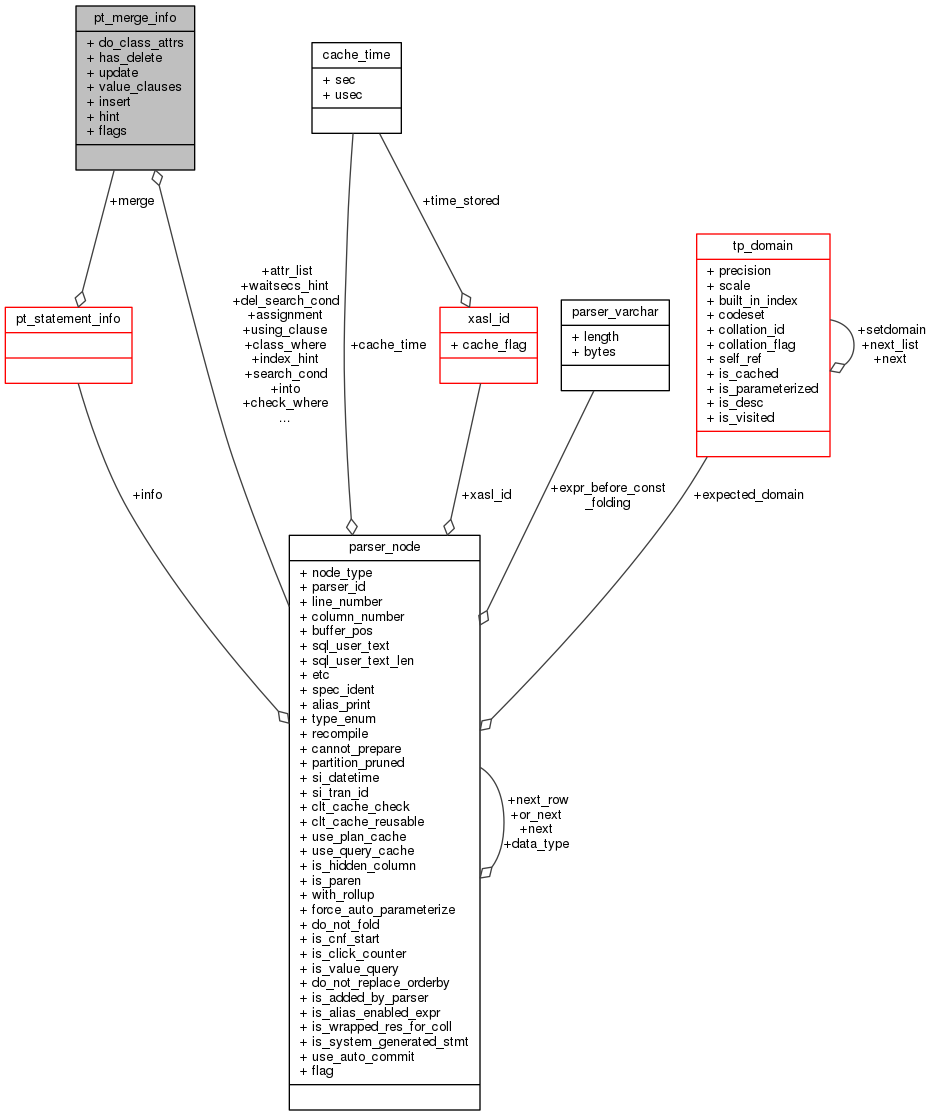 pt_merge_info
+ do_class_attrs
+ has_delete
+ update
+ value_clauses
+ insert
+ hint
+ flags
cache_time
+ sec
+ usec
+merge
+time_stored
tp_domain
+ precision
+ scale
+ built_in_index
+ codeset
+ collation_id
+ collation_flag
+ self_ref
+ is_cached
+ is_parameterized
+ is_desc
+ is_visited
+setdomain
+next_list
+next
pt_statement_info
+attr_list
+waitsecs_hint
+del_search_cond
+assignment
+using_clause
+class_where
+index_hint
+search_cond
+into
+check_where
...
+cache_time
xasl_id
+ cache_flag
parser_varchar
+ length
+ bytes
+info
+xasl_id
+expr_before_const
_folding
+expected_domain
parser_node
+ node_type
+ parser_id
+ line_number
+ column_number
+ buffer_pos
+ sql_user_text
+ sql_user_text_len
+ etc
+ spec_ident
+ alias_print
+ type_enum
+ recompile
+ cannot_prepare
+ partition_pruned
+ si_datetime
+ si_tran_id
+ clt_cache_check
+ clt_cache_reusable
+ use_plan_cache
+ use_query_cache
+ is_hidden_column
+ is_paren
+ with_rollup
+ force_auto_parameterize
+ do_not_fold
+ is_cnf_start
+ is_click_counter
+ is_value_query
+ do_not_replace_orderby
+ is_added_by_parser
+ is_alias_enabled_expr
+ is_wrapped_res_for_coll
+ is_system_generated_stmt
+ use_auto_commit
+ flag
+next_row
+or_next
+next
+data_type